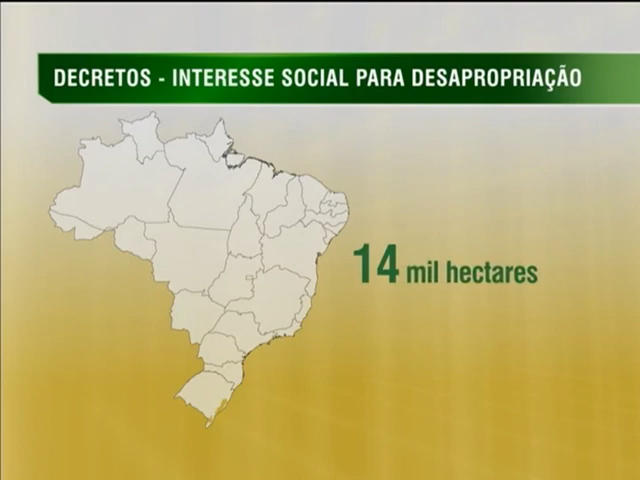 DECRETOS - INTERESSE SOCIAL PARA DESAPROPRIAÇÃO
14 mil hectares